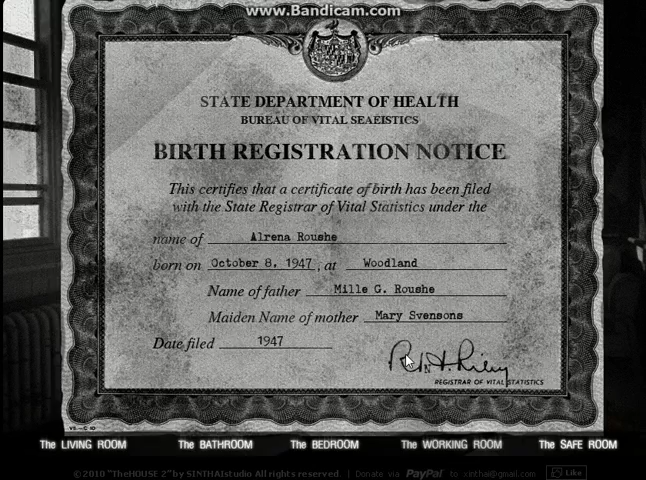 www.Bandicam.com
STATE DEPARTMENT OF HEALTH
BUREAU OF VITAL SEAEISTICS
BIRTH REGISTRATION NOTICE
This certifies that a certificate of birth has been filed
with the State Registrar of Vital Statistics under the
name of Alrena Roushe
born on October 8, 1947, at Woodland
Name of father Mille G. Roushe
Maiden Name of mother Mary Svensons
Date filed 1947
REGISTRAR OF VITAL STATISTICS
The LIVING ROOM The BATHROOM The BEDROOM The WORKING ROOM The SAFE ROOM
©2010 "TheHOUSE 2" by SINTHAIstudio All rights reserved. | Donate via PayPal to xinthai@gmail.com Like